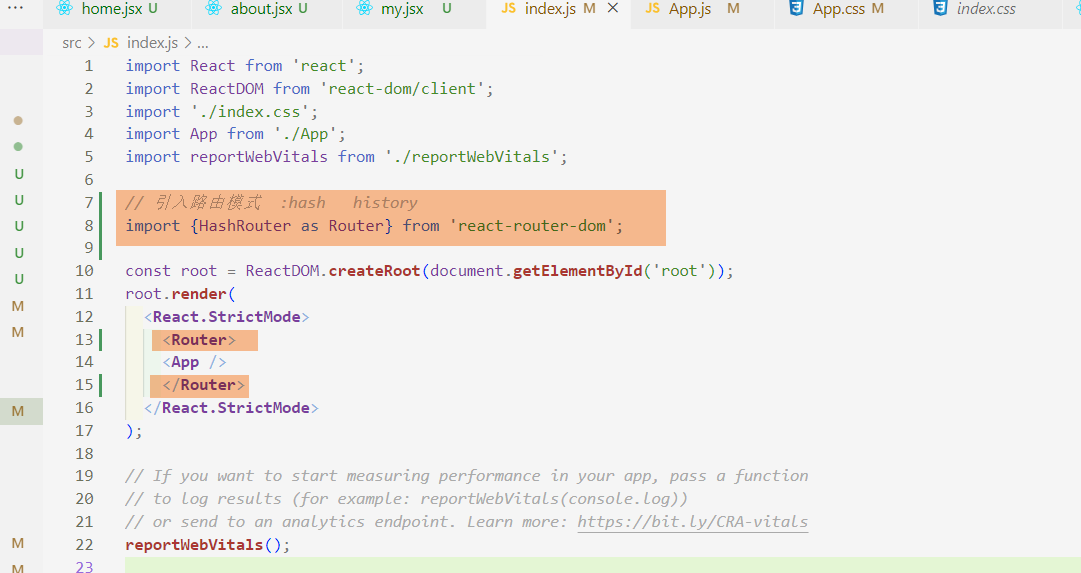 ··· home.jsx U about.jsx U my.jsx U JS index.js M × JS App.js M App.css M index.css
src > JS index.js > ...
1 import React from 'react';
2 import ReactDOM from 'react-dom/client';
3 import './index.css';
4 import App from './App';
5 import reportWebVitals from './reportWebVitals';
6
7 // 引入路由模式 :hash history
8 import {HashRouter as Router} from 'react-router-dom';
9
10 const root = ReactDOM.createRoot(document.getElementById('root'));
11 root.render(
U
12 <React.StrictMode>
U
13 <Router>
U
14 <App />
U
15 </Router>
U
16 </React.StrictMode>
M
17 );
M
18
19 // If you want to start measuring performance in your app, pass a function
20 // to log results (for example: reportWebVitals(console.log))
21 // or send to an analytics endpoint. Learn more: https://bit.ly/CRA-vitals
M
22 reportWebVitals();
M
23
M